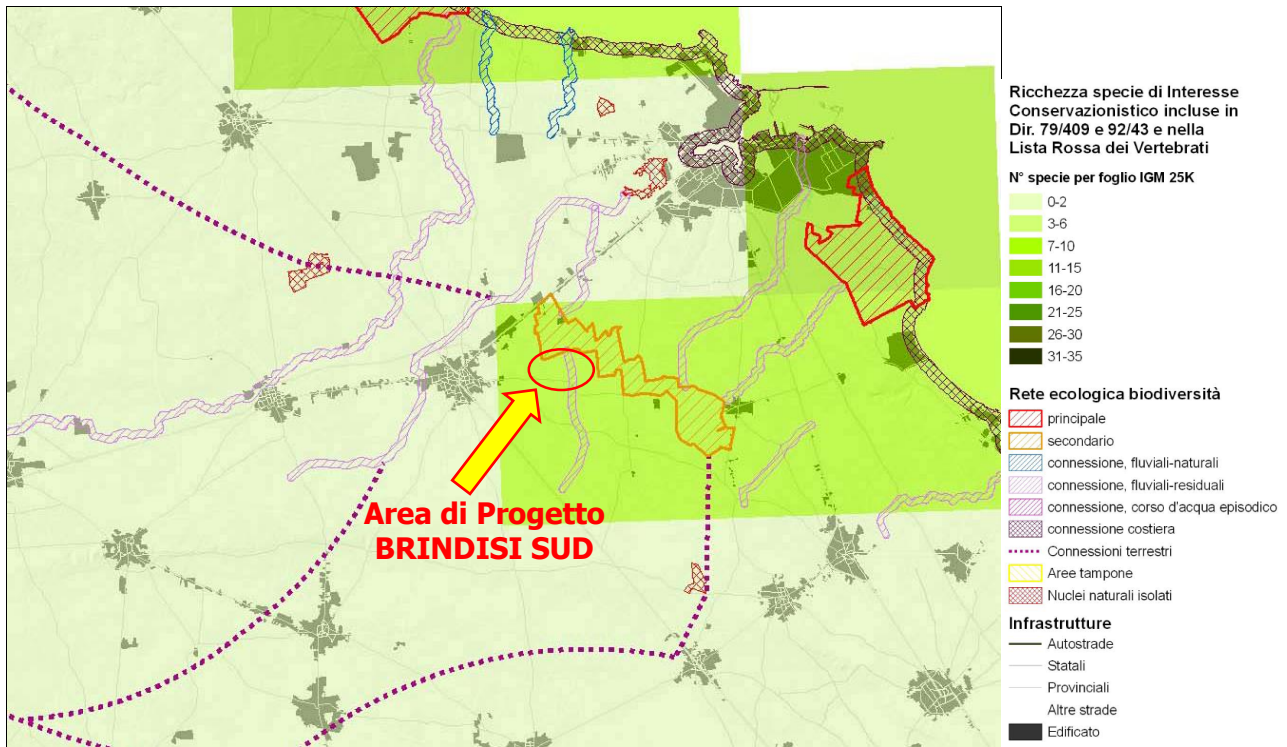 Area di Progetto
BRINDISI SUD
Ricchezza specie di Interesse
Conservazionistico incluse in
Dir. 79/409 e 92/43 e nella
Lista Rossa dei Vertebrati
N° specie per foglio IGM 25K
0-2
3-6
7-10
11-15
16-20
21-25
26-30
31-35
Rete ecologica biodiversità
principale
secondario
connessione, fluviali-naturali
connessione, fluviali-residuali
connessione, corso d'acqua episodico
connessione costiera
Connessioni terrestri
Aree tampone
Nuclei naturali isolati
Infrastrutture
Autostrade
Statali
Provinciali
Altre strade
Edificato